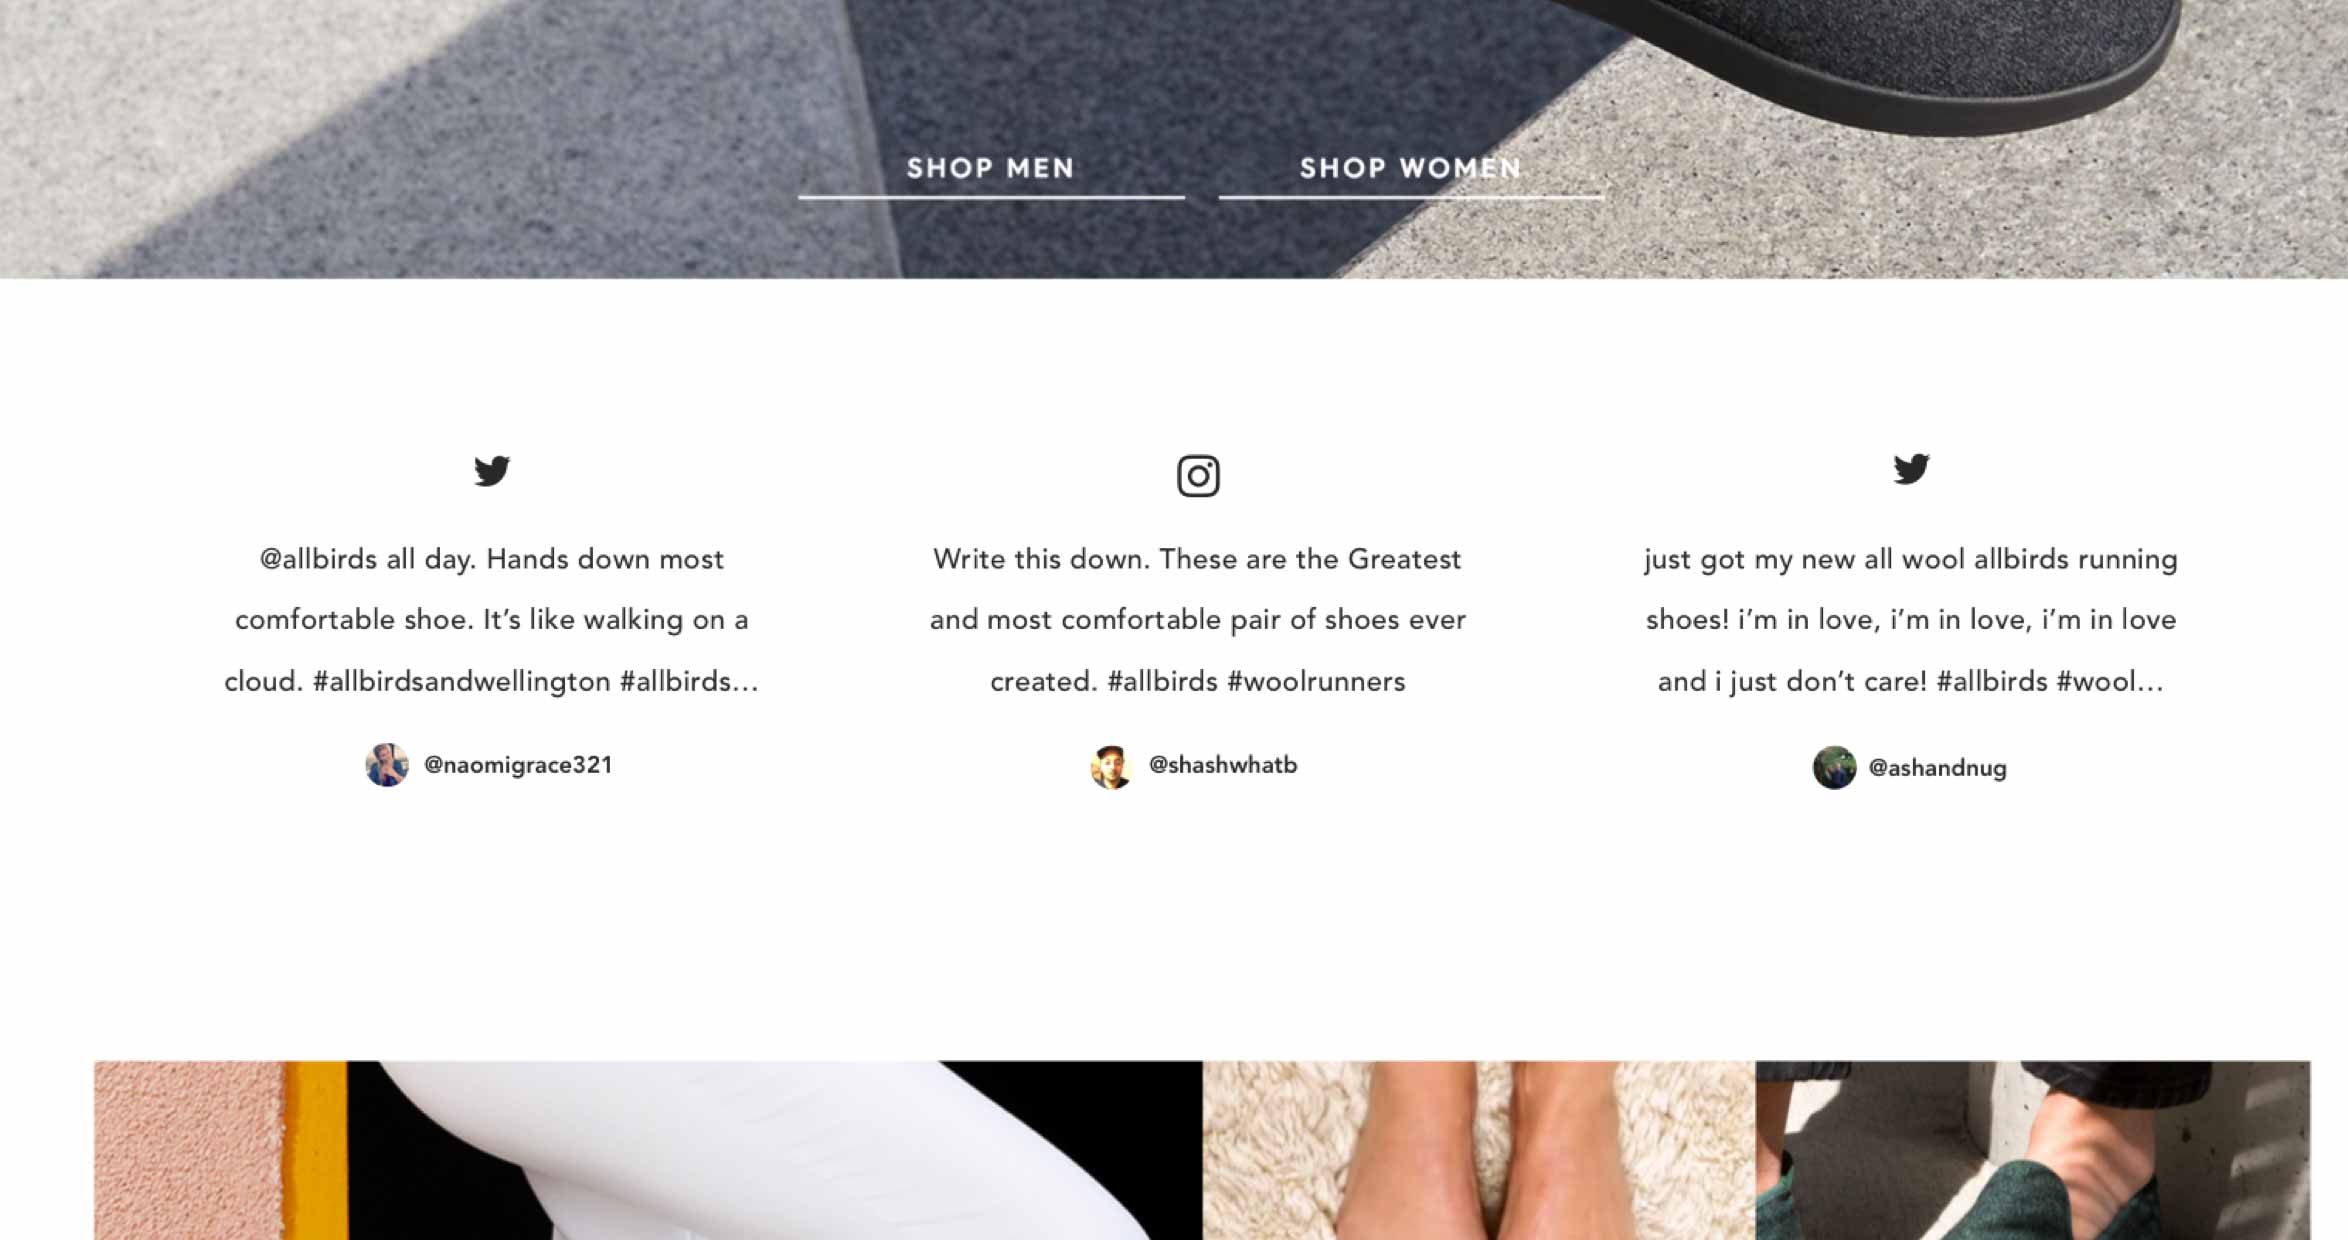 SHOP MEN
SHOP WOMEN
@allbirds all day. Hands down most
comfortable shoe. It’s like walking on a
cloud. #allbirdsandwellington #allbirds…
@naomigrace321
Write this down. These are the Greatest
and most comfortable pair of shoes ever
created. #allbirds #woolrunners
@shashwhatb
just got my new all wool allbirds running
shoes! i’m in love, i’m in love, i’m in love
and i just don’t care! #allbirds #wool…
@ashandnug